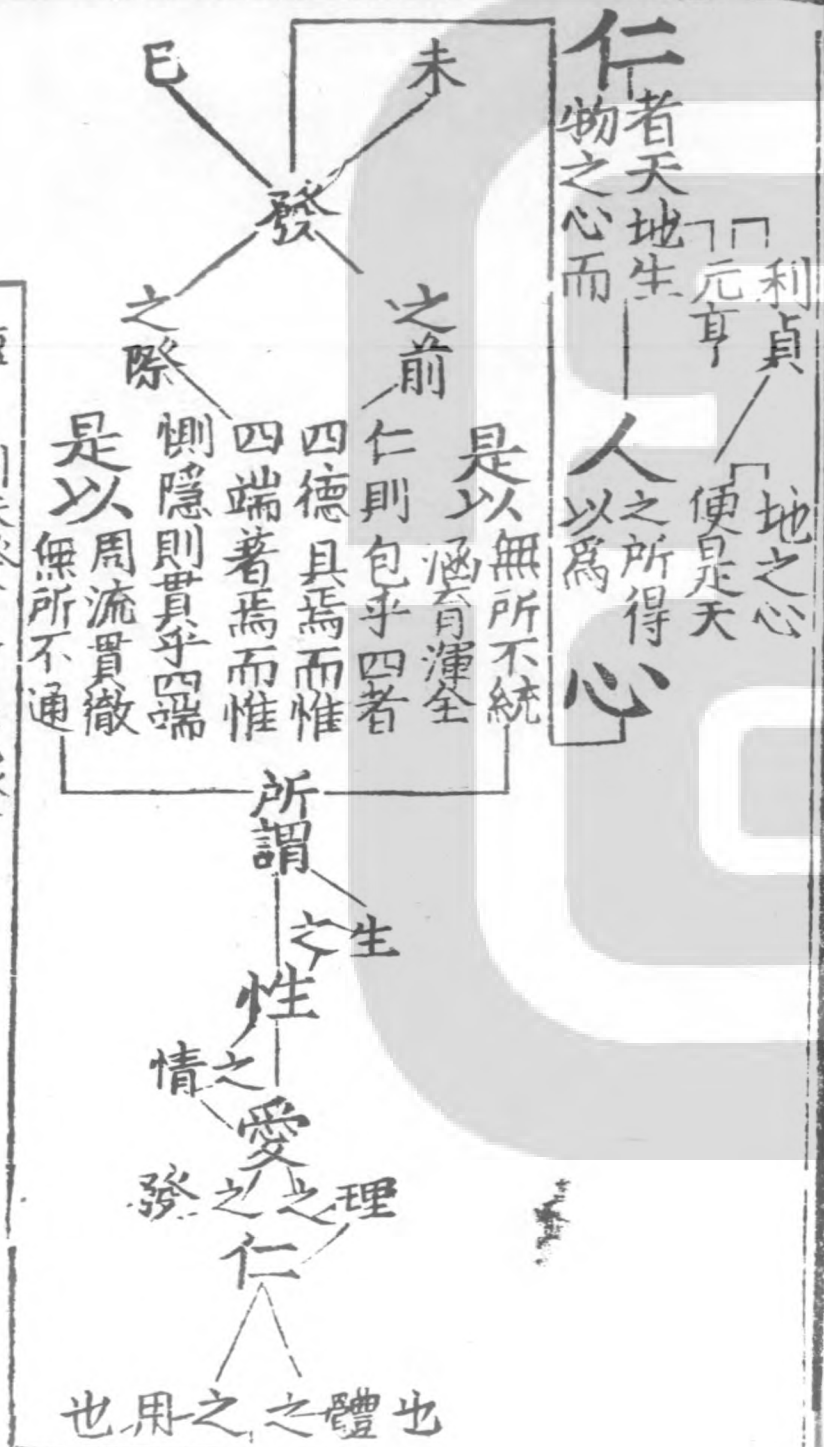 利貞
元亨
地之心
便是天
仁
者天地生
物之心而
人
之所得
以爲
心
未
已
發
之前
之際
是以
無所不統
涵育渾全
仁則包乎四者
四德具焉而惟
四端著焉而惟
惻隱則貫乎四端
是以
周流貫徹
無所不通
所謂
生之
性
之情
愛
之理
之發
仁
之體也
之用也